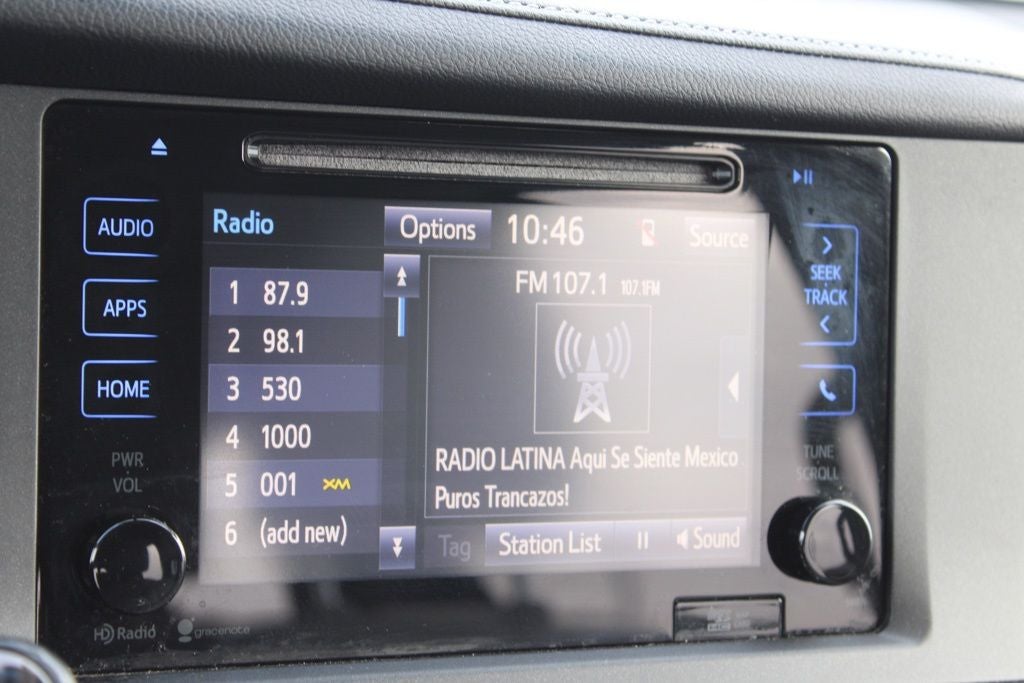 AUDIO
APPS
HOME
PWR
VOL
HD Radio
gracenote
Radio
Options
10:46
Source
1 87.9
2 98.1
3 530
4 1000
5 001 XM
6 (add new)
FM 107.1 107.1FM
RADIO LATINA Aqui Se Siente Mexico
Puros Trancazos!
Tag
Station List
Sound
SEEK
TRACK
TUNE
SCROLL